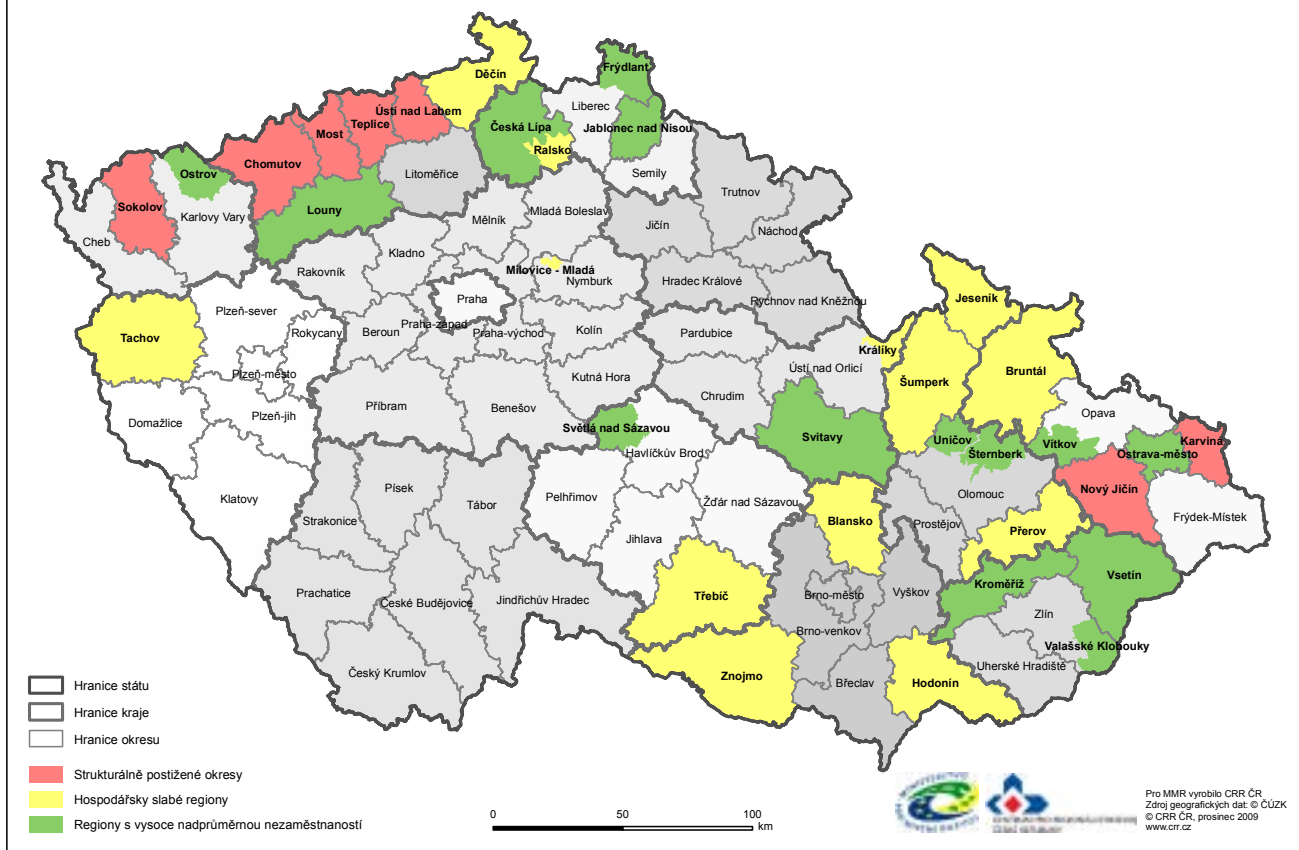 Frýdlant
Děčín
Liberec
Ústí nad Labem
Most
Teplice
Česká Lípa
Jablonec nad Nisou
Ralsko
Chomutov
Ostrov
Litoměřice
Semily
Trutnov
Sokolov
Louny
Karlovy Vary
Mladá Boleslav
Mělník
Jičín
Náchod
Cheb
Kladno
Rakovník
Milovice - Mladá
Nymburk
Hradec Králové
Rychnov nad Kněžnou
Jeseník
Praha
Plzeň-sever
Rokycany
Beroun
Praha-západ
Praha-východ
Kolín
Pardubice
Tachov
Králíky
Ústí nad Orlicí
Šumperk
Bruntál
Plzeň-město
Kutná Hora
Chrudim
Příbram
Benešov
Plzeň-jih
Domažlice
Světlá nad Sázavou
Havlíčkův Brod
Svitavy
Uničov
Šternberk
Vítkov
Opava
Karviná
Ostrava-město
Klatovy
Písek
Tábor
Pelhřimov
Žďár nad Sázavou
Olomouc
Nový Jičín
Strakonice
Jihlava
Blansko
Prostějov
Přerov
Frýdek-Místek
Prachatice
České Budějovice
Jindřichův Hradec
Třebíč
Brno-město
Vyškov
Kroměříž
Vsetín
Zlín
Brno-venkov
Valašské Klobouky
Uherské Hradiště
Český Krumlov
Znojmo
Břeclav
Hodonín
Hranice státu
Hranice kraje
Hranice okresu
Strukturálně postižené okresy
Hospodářsky slabé regiony
Regiony s vysoce nadprůměrnou nezaměstnaností
0 50 100
km
Pro MMR vyrobilo CRR ČR
Zdroj geografických dat: © ČÚZK
© CRR ČR, prosinec 2009
www.crr.cz